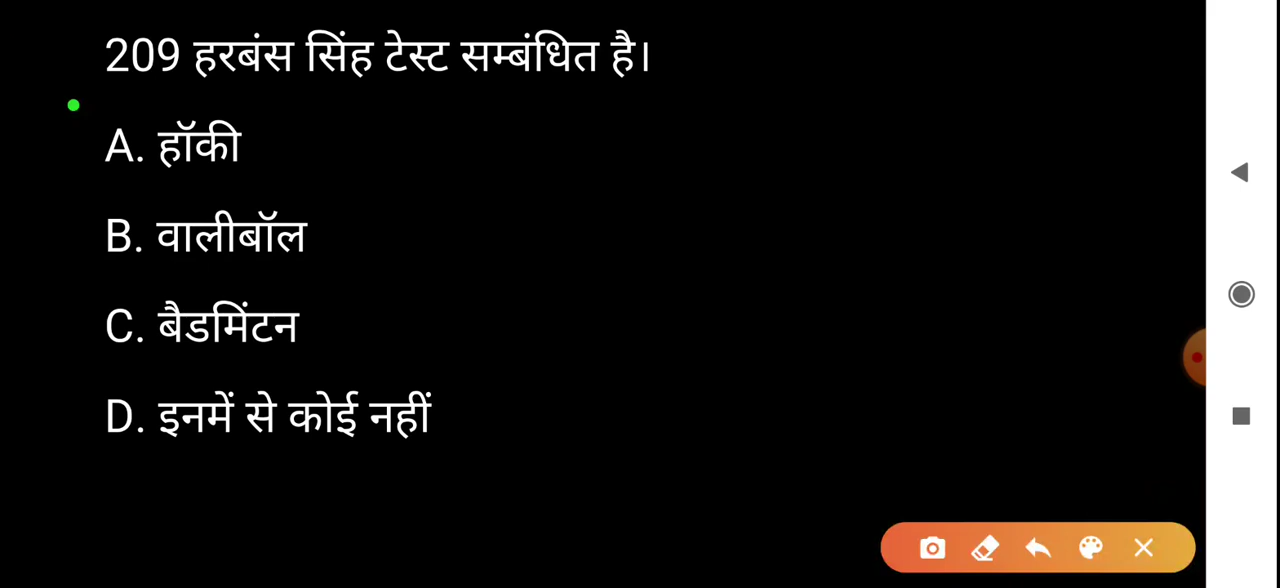 209 हरबंस सिंह टेस्ट सम्बंधित है।
A. हॉकी
B. वालीबॉल
C. बैडमिंटन
D. इनमें से कोई नहीं